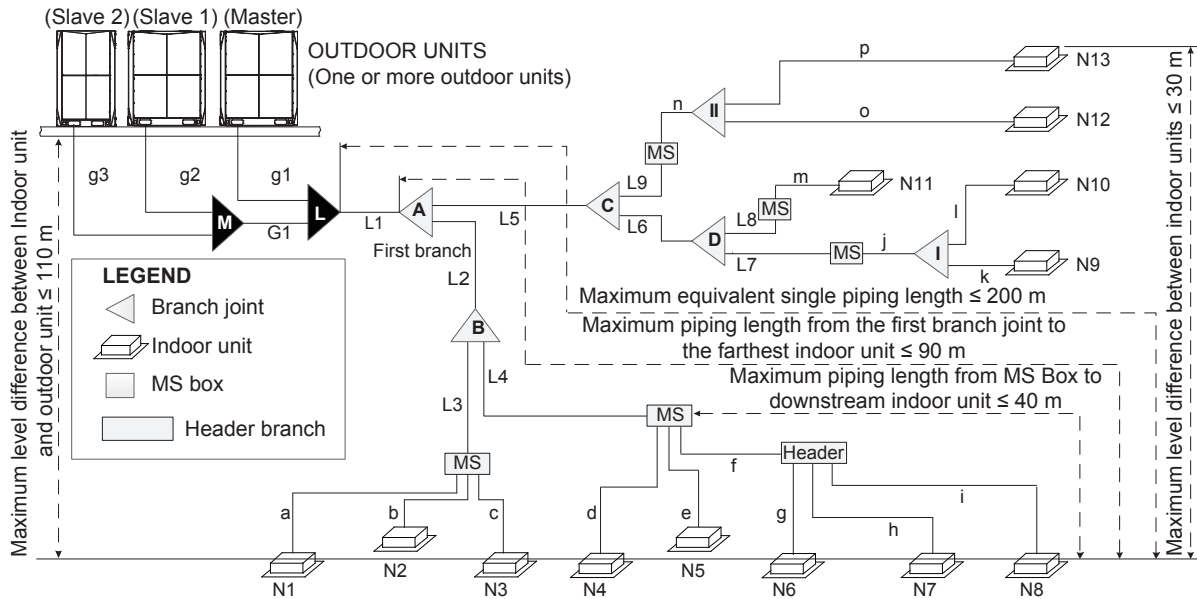 (Slave 2) (Slave 1) (Master)
OUTDOOR UNITS
(One or more outdoor units)
g3
g2
g1
M
L
G1
L1
A
First branch
L5
L2
C
L9
L6
MS
n
II
p
N13
o
N12
m
N11
L8
MS
D
L7
MS
j
I
l
N10
k
N9
B
L3
L4
MS
a
b
c
N1
N2
N3
MS
d
e
f
N4
N5
Header
g
h
i
N6
N7
N8
LEGEND
Branch joint
Indoor unit
MS box
Header branch
Maximum equivalent single piping length ≤ 200 m
Maximum piping length from the first branch joint to
the farthest indoor unit ≤ 90 m
Maximum piping length from MS Box to
downstream indoor unit ≤ 40 m
Maximum level difference between Indoor unit
and outdoor unit ≤ 110 m
Maximum level difference between indoor units ≤ 30 m